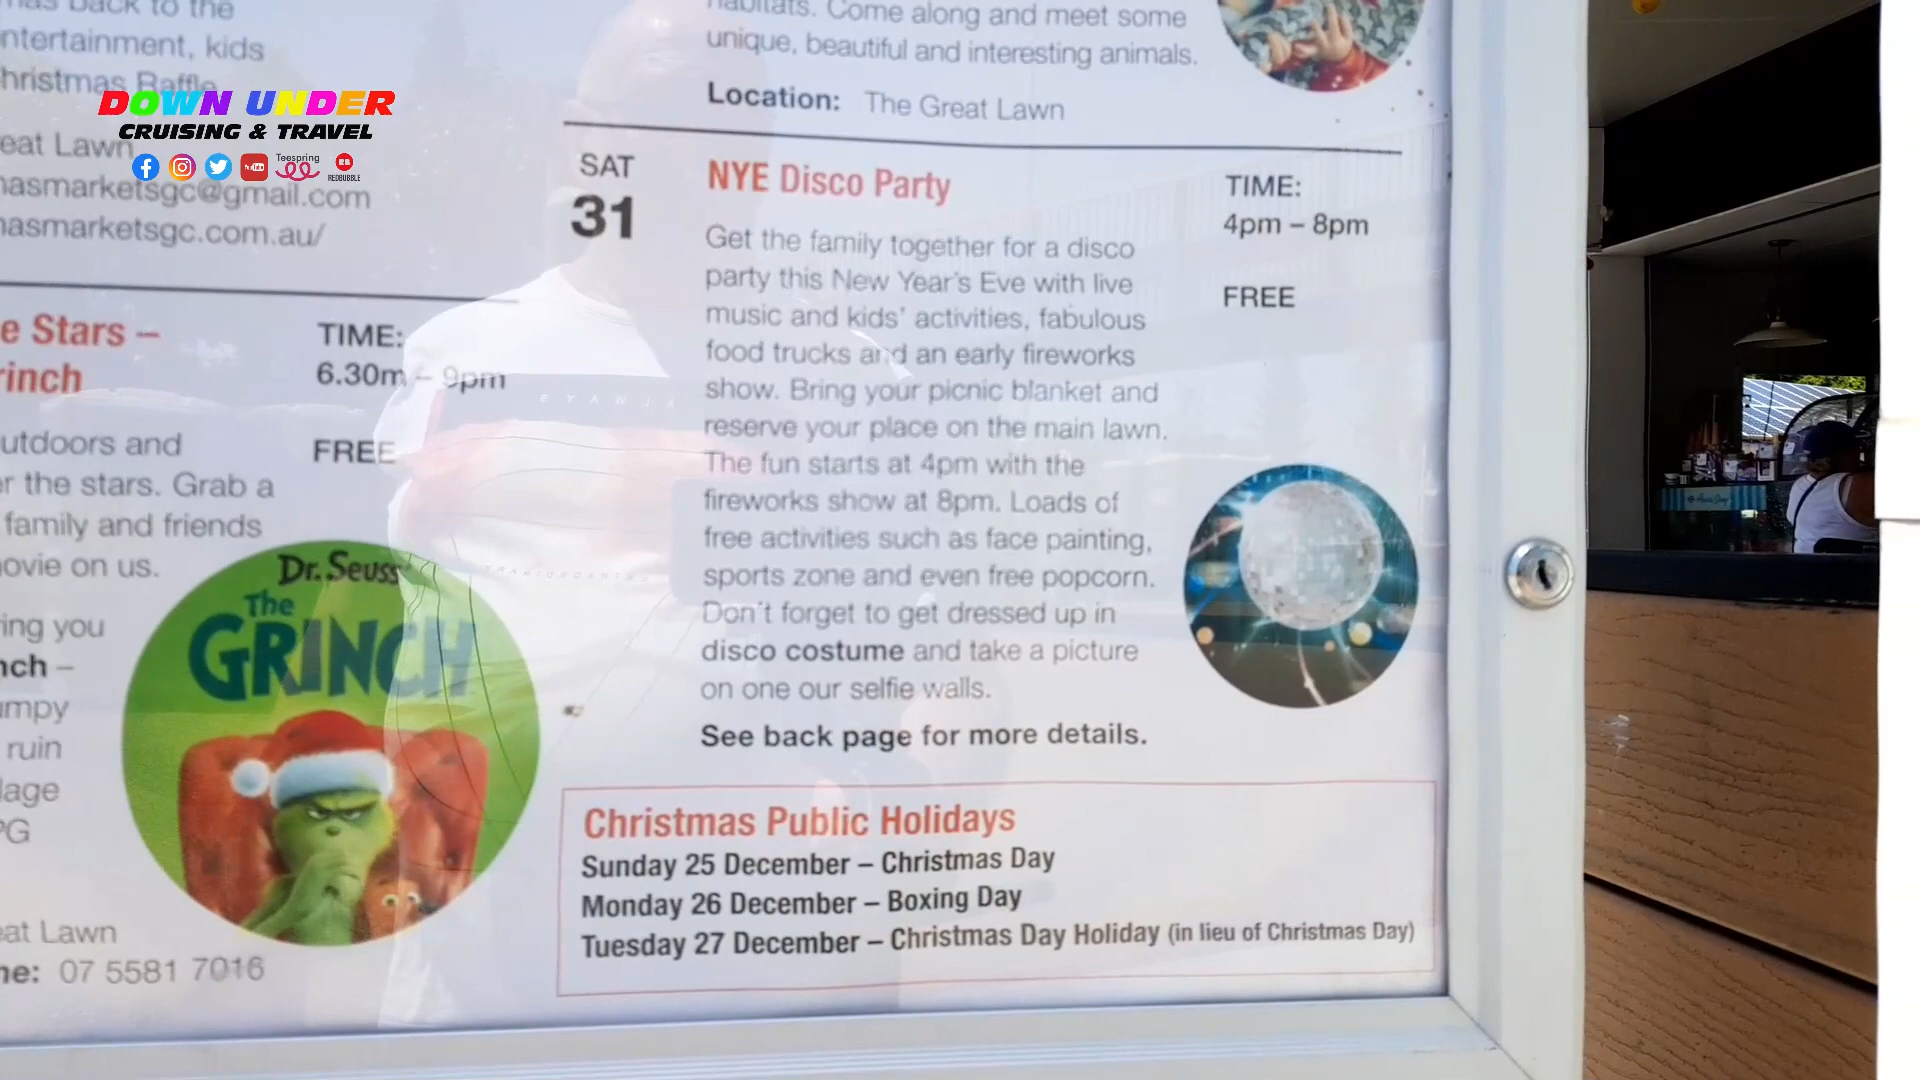 back to the
ntertainment, kids
hristmas Raffle
eat Lawn
asmarketsgc@gmail.com
asmarketsgc.com.au/
DOWN UNDER
CRUISING & TRAVEL
Teespring
REDBUBBLE
e Stars –
rinch
TIME:
6.30m – 9pm
FREE
utdoors and
r the stars. Grab a
family and friends
ovie on us.
ing you
nch –
umpy
ruin
lage
PG
Dr. Seuss
The
GRINCH
eat Lawn
ne: 07 5581 7016
habitats. Come along and meet some
unique, beautiful and interesting animals.
Location: The Great Lawn
SAT
31
NYE Disco Party
Get the family together for a disco
party this New Year's Eve with live
music and kids' activities, fabulous
food trucks and an early fireworks
show. Bring your picnic blanket and
reserve your place on the main lawn.
The fun starts at 4pm with the
fireworks show at 8pm. Loads of
free activities such as face painting,
sports zone and even free popcorn.
Don't forget to get dressed up in
disco costume and take a picture
on one our selfie walls.
See back page for more details.
TIME:
4pm – 8pm
FREE
Christmas Public Holidays
Sunday 25 December – Christmas Day
Monday 26 December – Boxing Day
Tuesday 27 December – Christmas Day Holiday (in lieu of Christmas Day)